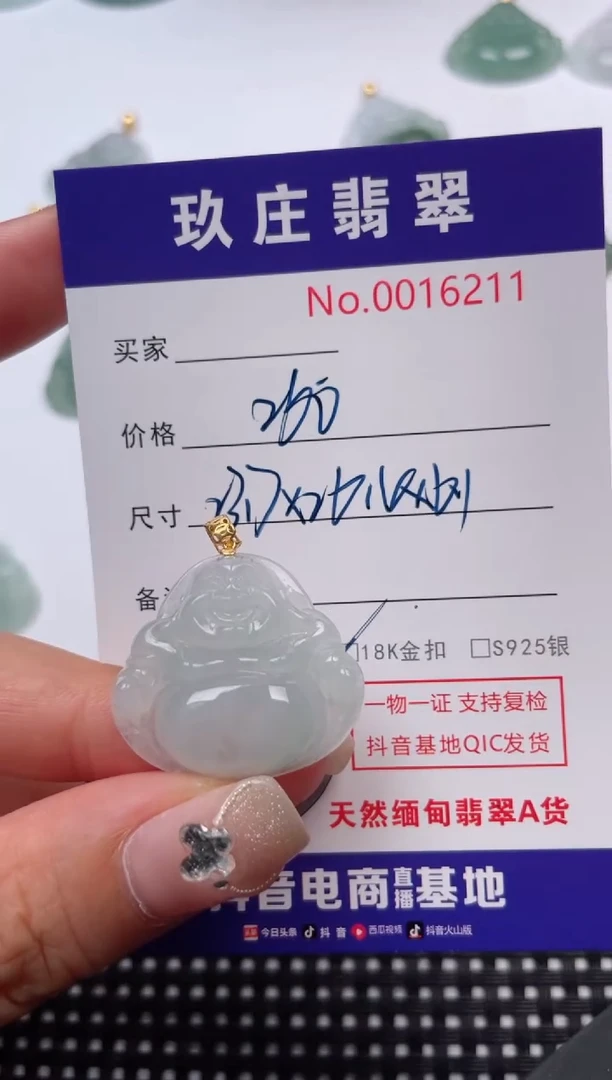 玖庄翡翠
No.0016211
买家
价格
尺寸
备
18K金扣 □S925银
一物一证 支持复检
抖音基地QIC发货
天然缅甸翡翠A货
抖音电商直播基地
今日头条 抖音 西瓜视频 抖音火山版